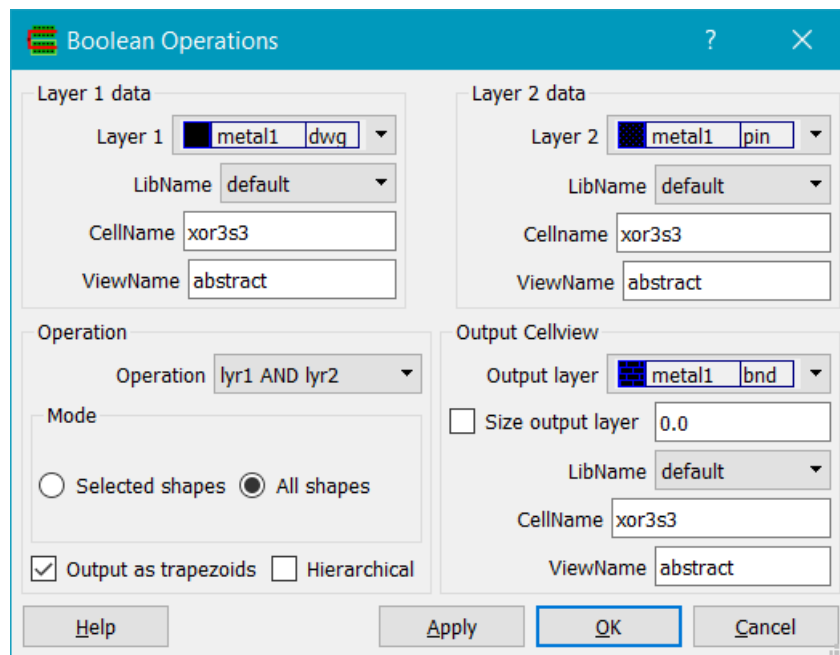 Boolean Operations
Layer 1 data
Layer 1 metal1 dwg
LibName default
CellName xor3s3
ViewName abstract
Layer 2 data
Layer 2 metal1 pin
LibName default
Cellname xor3s3
ViewName abstract
Operation
Operation lyr1 AND lyr2
Mode
Selected shapes All shapes
Output as trapezoids Hierarchical
Output Cellview
Output layer metal1 bnd
Size output layer 0.0
LibName default
CellName xor3s3
ViewName abstract
Help Apply OK Cancel